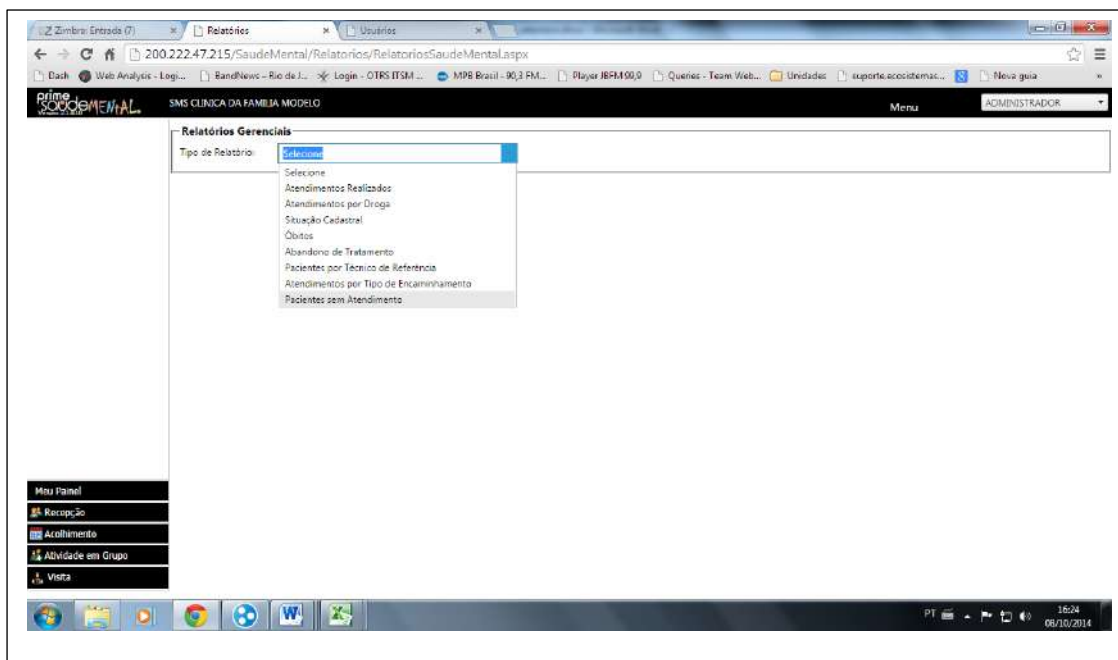 Zimbra: Entrada (7)
Relatórios
Usuários
200.222.47.215/SaudeMental/Relatorios/RelatoriosSaudeMental.aspx
Dash
Web Analysis - Logi...
BandNews - Rio de J...
Login - OTRS ITSM ...
MPB Brasil - 90,3 FM...
Player JBFM 99,9
Queries - Team Web...
Unidades
suporte.ecosistemas...
Nova guia
prime
saúdeMENTAL
SMS CLINICA DA FAMILIA MODELO
Menu
ADMINISTRADOR
Relatórios Gerenciais
Tipo de Relatório:
Selecione
Selecione
Atendimentos Realizados
Atendimentos por Droga
Situação Cadastral
Óbitos
Abandono de Tratamento
Pacientes por Técnico de Referência
Atendimentos por Tipo de Encaminhamento
Pacientes sem Atendimento
Meu Painel
Recepção
Acolhimento
Atividade em Grupo
Visita
PT
16:24
08/10/2014